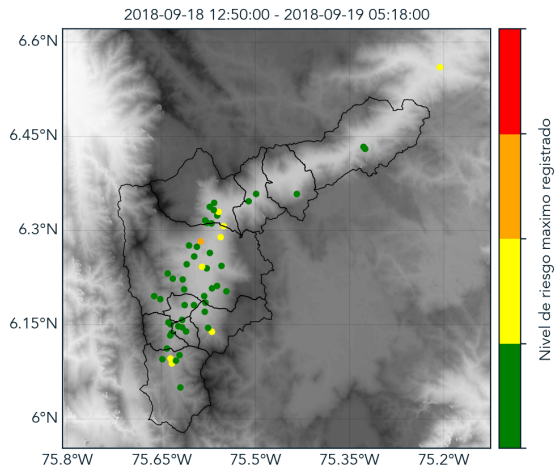 2018-09-18 12:50:00 - 2018-09-19 05:18:00
6.6°N
6.45°N
6.3°N
6.15°N
6°N
75.8°W
75.65°W
75.5°W
75.35°W
75.2°W
Nivel de riesgo maximo registrado